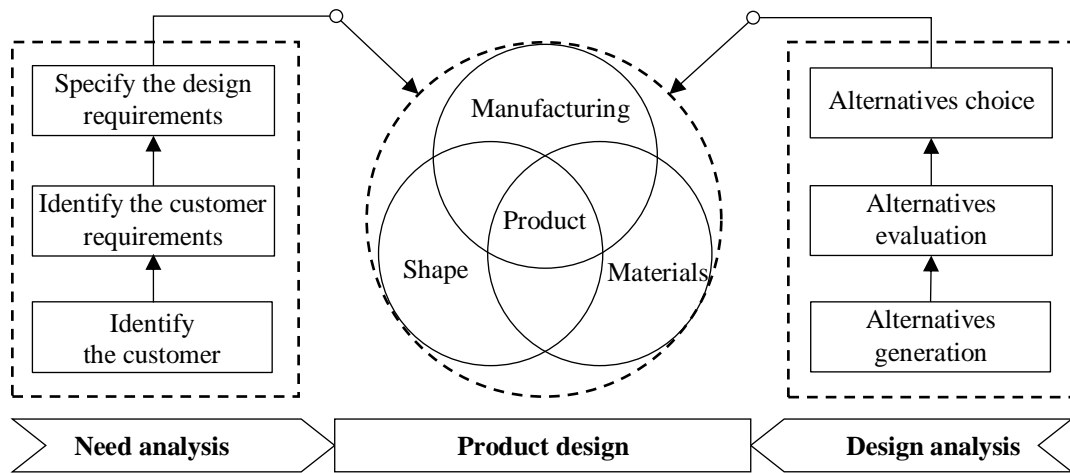 Specify the design
requirements
Identify the customer
requirements
Identify
the customer
Manufacturing
Product
Shape
Materials
Alternatives choice
Alternatives
evaluation
Alternatives
generation
Need analysis
Product design
Design analysis